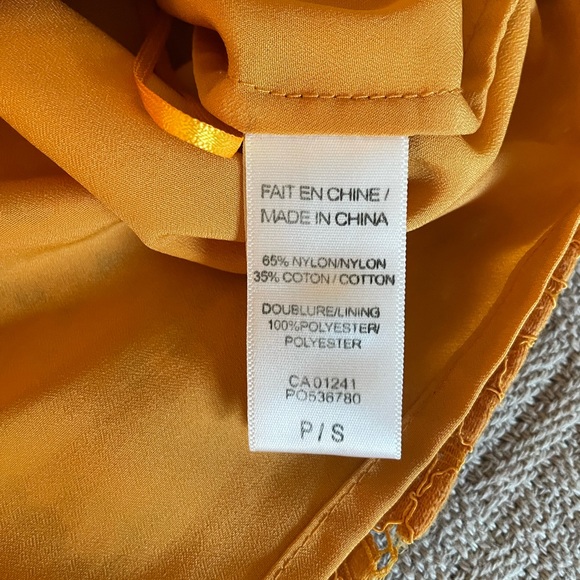 FAIT EN CHINE /
MADE IN CHINA
65% NYLON/NYLON
35% COTON / COTTON
DOUBLURE/LINING
100%POLYESTER/
POLYESTER
CA 01241
PO536780
P / S